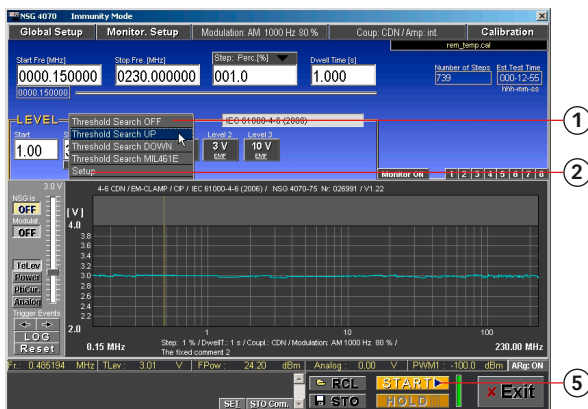 NSG 4070 Immunity Mode
Global Setup Monitor. Setup Modulation: AM 1000 Hz 80 % Coup: CDN / Amp: int. Calibration
rem_temp.cal
Start Fre [MHz] Stop Fre. [MHz] Step: Perc.[%] Dwell Time [s]
0000.150000 0230.000000 001.0 1.000
Number of Steps Est.Test Time
739 000-12-55
hhh-mm-ss
0000.150000
LEVEL
Threshold Search OFF
IEC 61000-4-6 (2006)
1
Start
Threshold Search UP
Level 2 Level 3
1.00
Threshold Search DOWN
3 V 10 V
EMF EMF
Threshold Search MIL461E
Setup
2
Monitor ON 1 2 3 4 5 6 7 8
3.0 V
4-6 CDN / EM-CLAMP / CIP / IEC 61000-4-6 (2006) / NSG 4070-75 Nr: 026991 / V1.22
NSG is
OFF
Modulat.
OFF
[V]
4.0
3.8
3.6
3.4
3.2
3.0
2.8
2.6
2.4
2.2
2.0
TeLev
Power
Analog
Trigger Events
LOG
Reset
1 10 100
0.15 MHz Step: 1 % / DwellT.: 1 s / Coupl.: CDN / Modulation: AM 1000 Hz 80 % / 230.00 MHz
The fixed comment 2
Fr.: 0.485194 MHz TLev: 3.01 V FPow: 24.20 dBm Analog: 0.00 V PWM1: -100.0 dBm ARg: ON
RCL START
5
SET STO Com. STO HOLD Exit